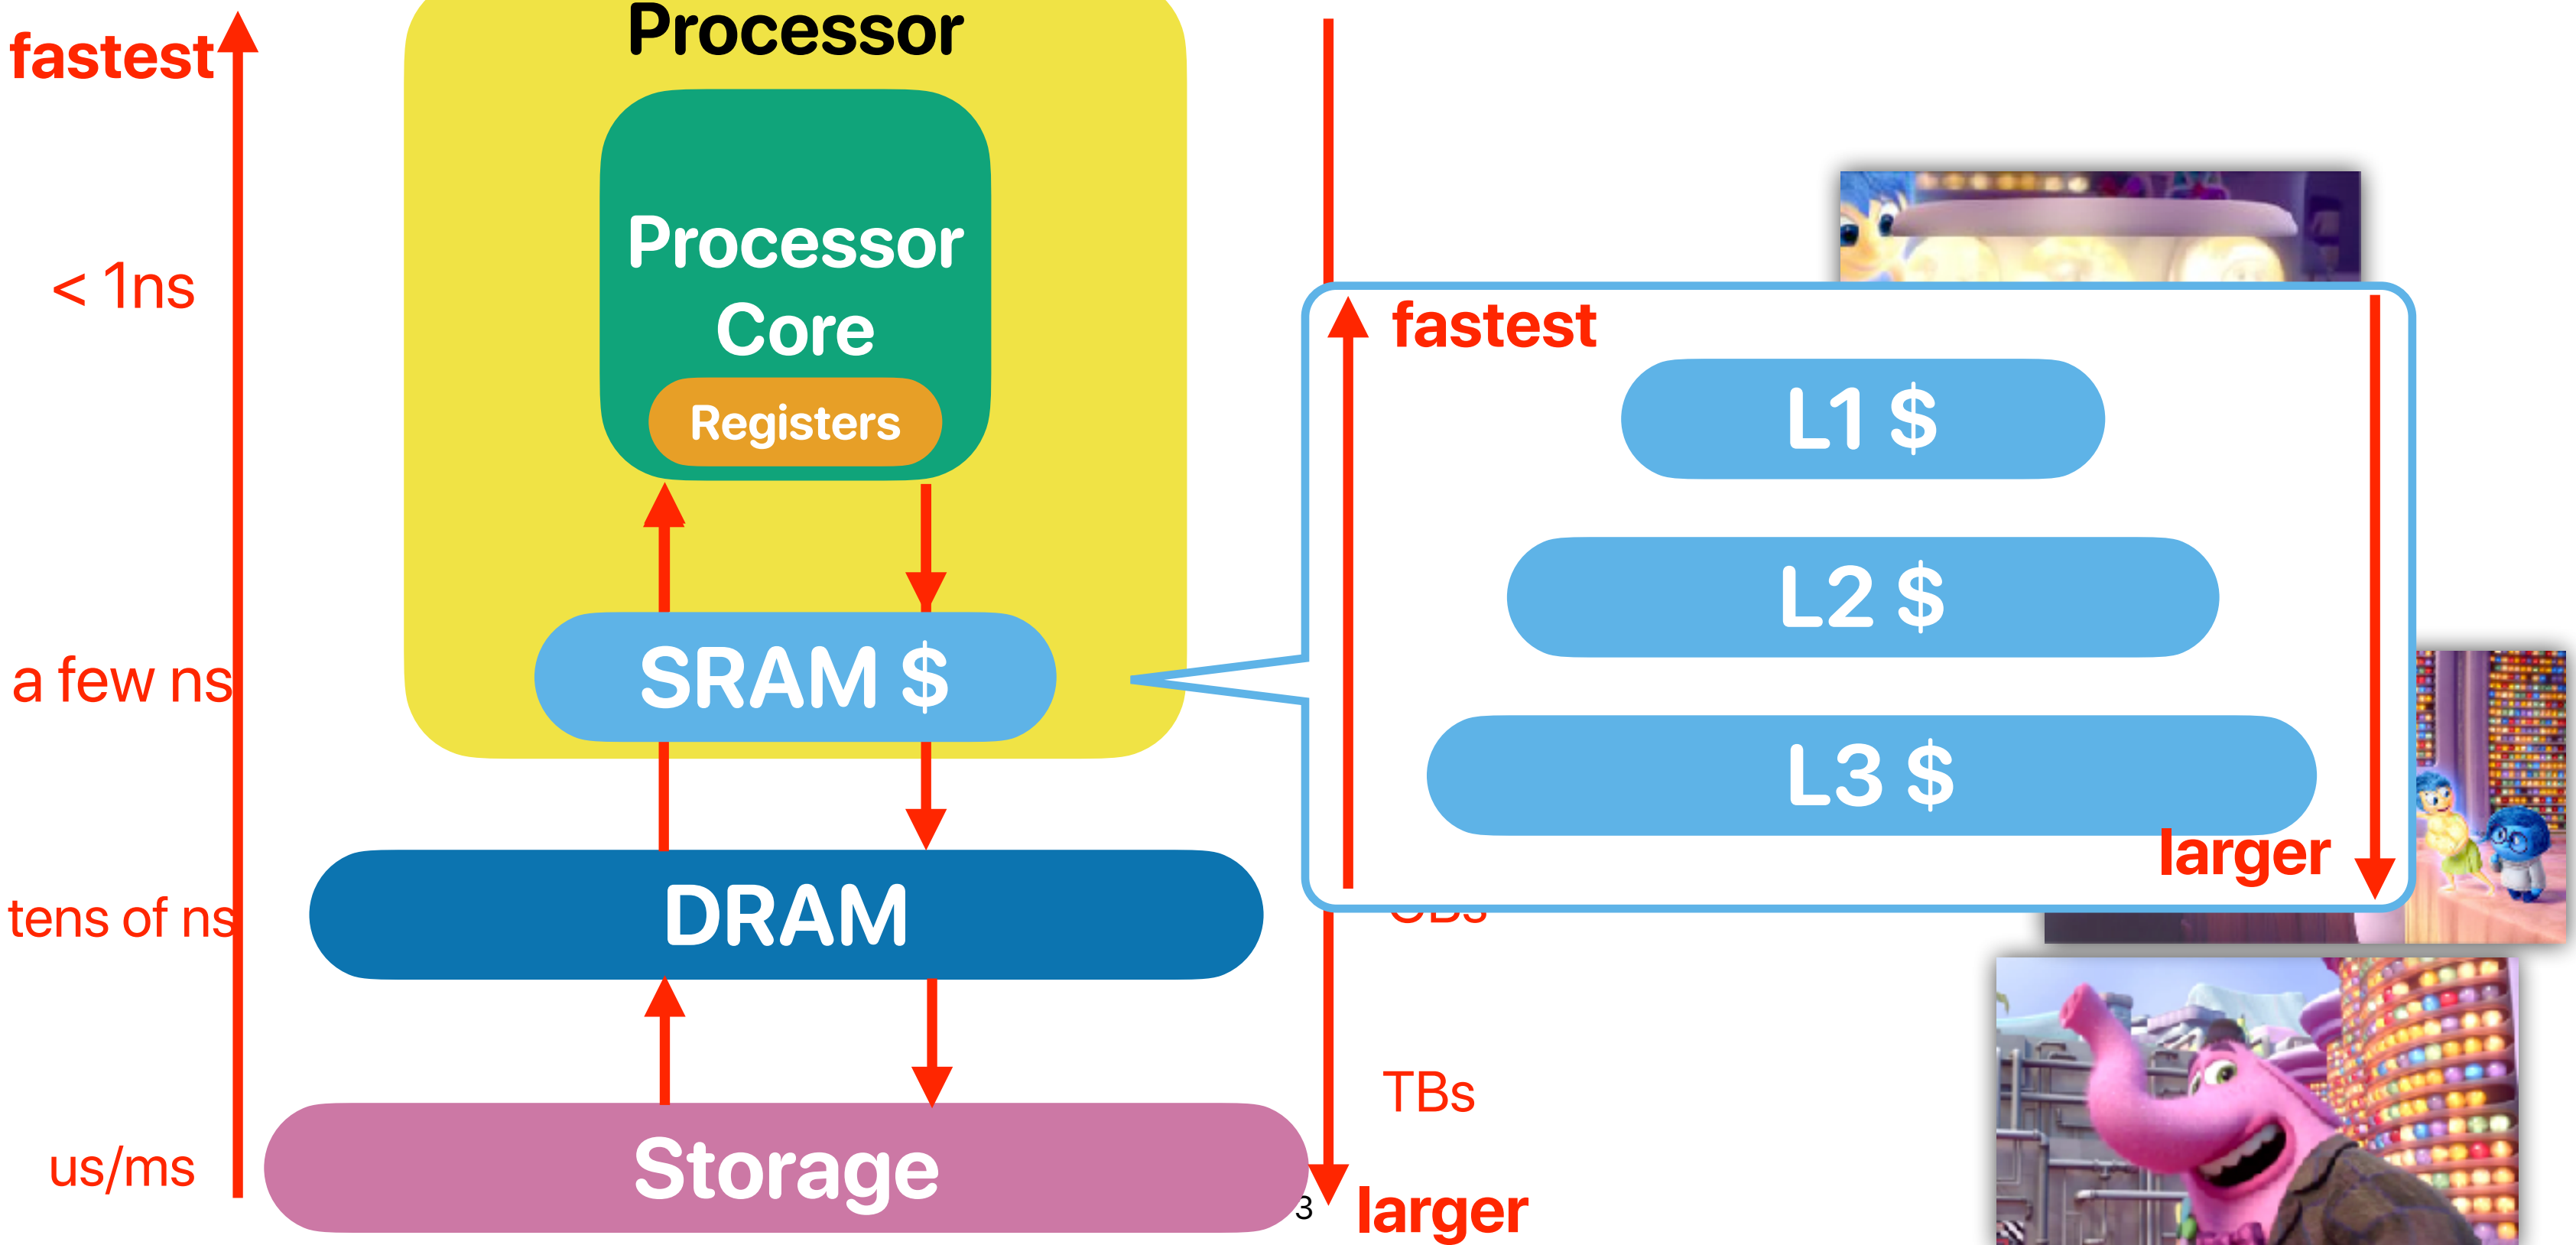 Processor
fastest
Processor
Core
< 1ns
Registers
fastest
L1 $
L2 $
a few ns
SRAM $
L3 $
larger
tens of ns
DRAM
TBs
us/ms
Storage
3
larger